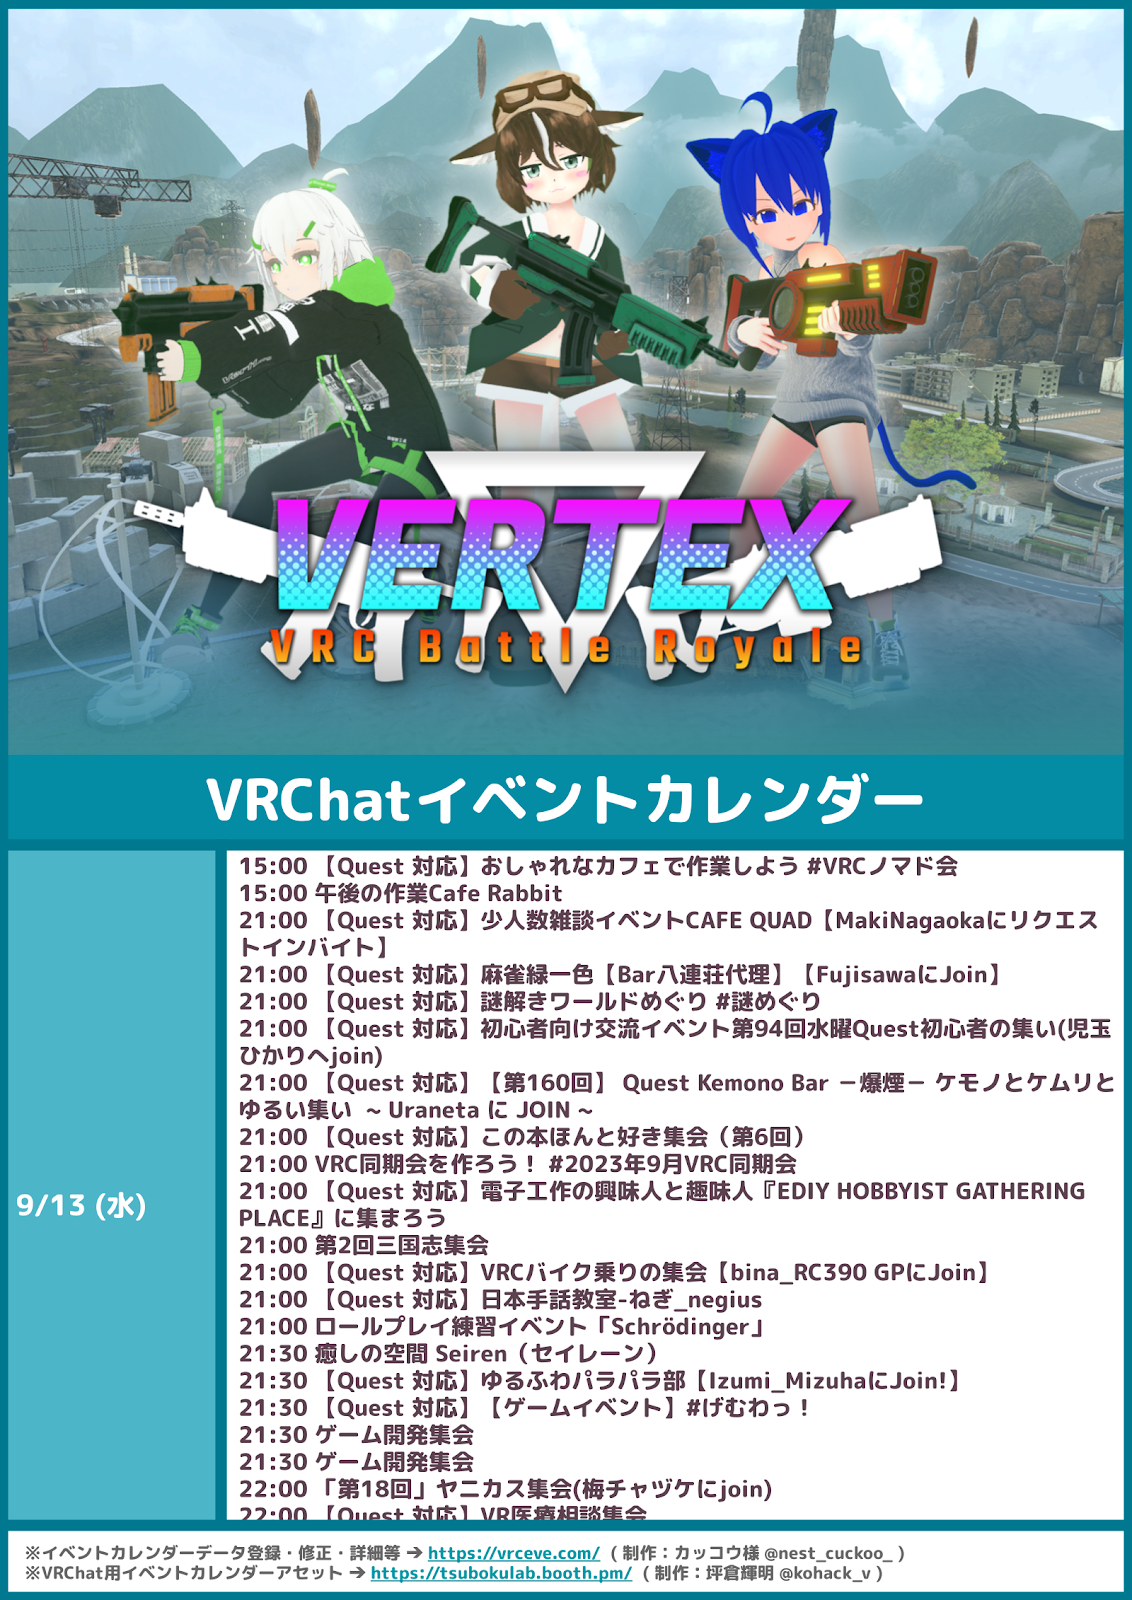 VERTEX
VRC Battle Royale
VRChatイベントカレンダー
9/13 (水)
15:00 【Quest 対応】おしゃれなカフェで作業しよう #VRCノマド会
15:00 午後の作業Cafe Rabbit
21:00 【Quest 対応】少人数雑談イベントCAFE QUAD【MakiNagaokaにリクエス
トインバイト】
21:00 【Quest 対応】麻雀緑一色【Bar八連荘代理】【FujisawaにJoin】
21:00 【Quest 対応】謎解きワールドめぐり #謎めぐり
21:00 【Quest 対応】初心者向け交流イベント第94回水曜Quest初心者の集い(児玉
ひかりへjoin)
21:00 【Quest 対応】【第160回】 Quest Kemono Bar －爆煙－ ケモノとケムリと
ゆるい集い ~ Uraneta に JOIN ~
21:00 【Quest 対応】この本ほんと好き集会（第6回）
21:00 VRC同期会を作ろう！ #2023年9月VRC同期会
21:00 【Quest 対応】電子工作の興味人と趣味人『EDIY HOBBYIST GATHERING
PLACE』に集まろう
21:00 第2回三国志集会
21:00 【Quest 対応】VRCバイク乗りの集会【bina_RC390 GPにJoin】
21:00 【Quest 対応】日本手話教室-ねぎ_negius
21:00 ロールプレイ練習イベント「Schrödinger」
21:30 癒しの空間 Seiren（セイレーン）
21:30 【Quest 対応】ゆるふわパラパラ部【Izumi_MizuhaにJoin!】
21:30 【Quest 対応】【ゲームイベント】#げむわっ！
21:30 ゲーム開発集会
21:30 ゲーム開発集会
22:00 「第18回」ヤニカス集会(梅チャヅケにjoin)
22:00 【Quest 対応】VR医療相談集会
※イベントカレンダーデータ登録・修正・詳細等 → https://vrceve.com/ ( 制作：カッコウ様 @nest_cuckoo_ )
※VRChat用イベントカレンダーアセット → https://tsubokulab.booth.pm/ ( 制作：坪倉輝明 @kohack_v )